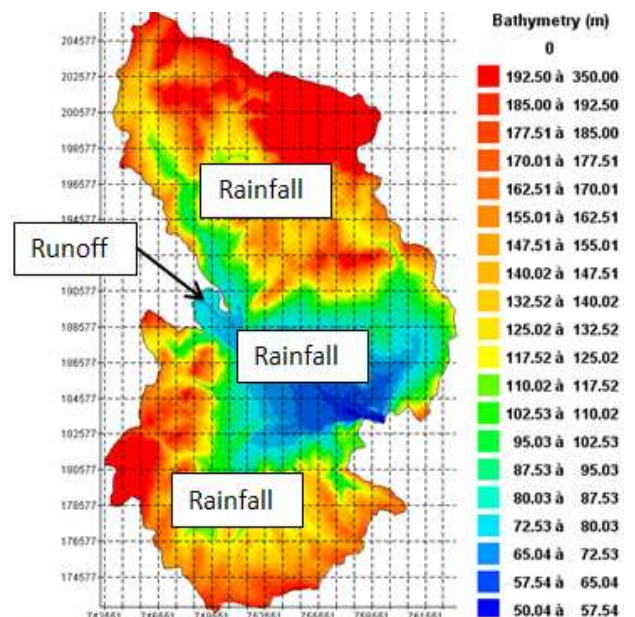 Bathymetry (m)
0
192.50 à 350.00
185.00 à 192.50
177.51 à 185.00
170.01 à 177.51
162.51 à 170.01
155.01 à 162.51
147.51 à 155.01
140.02 à 147.51
132.52 à 140.02
125.02 à 132.52
117.52 à 125.02
110.02 à 117.52
102.53 à 110.02
95.03 à 102.53
87.53 à 95.03
80.03 à 87.53
72.53 à 80.03
65.04 à 72.53
57.54 à 65.04
50.04 à 57.54
204577
202577
200577
198577
196577
194577
190577
188577
186577
184577
182577
180577
178577
176577
174577
Rainfall
Runoff
Rainfall
Rainfall